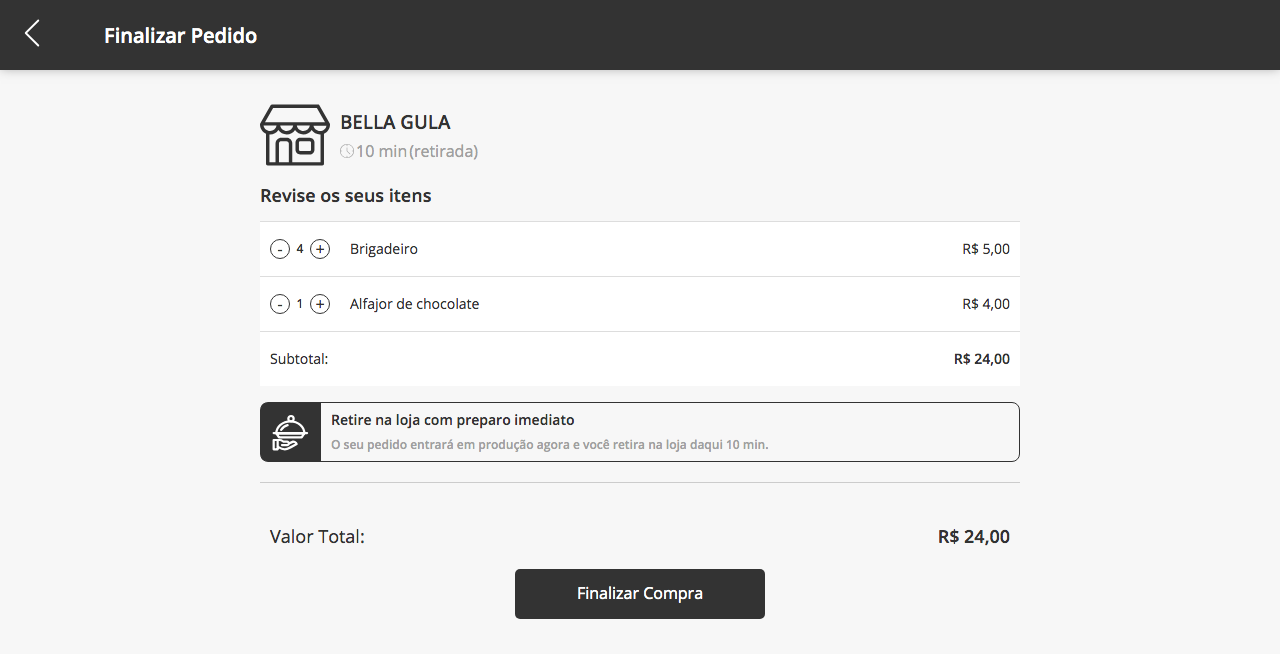 Finalizar Pedido
BELLA GULA
10 min (retirada)
Revise os seus itens
- 4 + Brigadeiro R$ 5,00
- 1 + Alfajor de chocolate R$ 4,00
Subtotal: R$ 24,00
Retire na loja com preparo imediato
O seu pedido entrará em produção agora e você retira na loja daqui 10 min.
Valor Total: R$ 24,00
Finalizar Compra